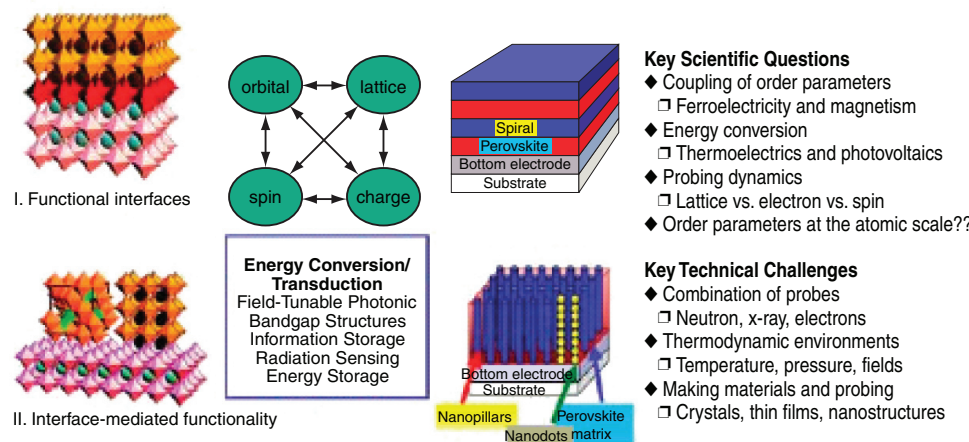 orbital
lattice
spin
charge
I. Functional interfaces
Energy Conversion/
Transduction
Field-Tunable Photonic
Bandgap Structures
Information Storage
Radiation Sensing
Energy Storage
II. Interface-mediated functionality
Spiral
Perovskite
Bottom electrode
Substrate
Bottom electrode
Substrate
Nanopillars
Nanodots
Perovskite
matrix
Key Scientific Questions
◆ Coupling of order parameters
❒ Ferroelectricity and magnetism
◆ Energy conversion
❒ Thermoelectrics and photovoltaics
◆ Probing dynamics
❒ Lattice vs. electron vs. spin
◆ Order parameters at the atomic scale??
Key Technical Challenges
◆ Combination of probes
❒ Neutron, x-ray, electrons
◆ Thermodynamic environments
❒ Temperature, pressure, fields
◆ Making materials and probing
❒ Crystals, thin films, nanostructures